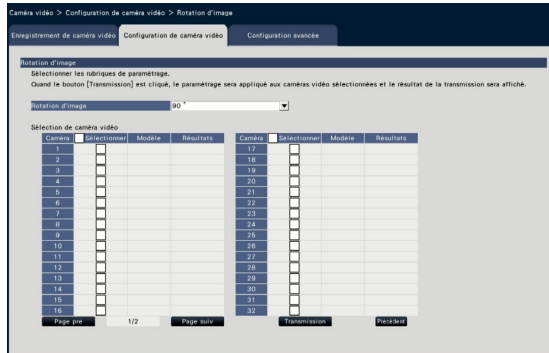 Caméra vidéo > Configuration de caméra vidéo > Rotation d'image
Enregistrement de caméra vidéo Configuration de caméra vidéo Configuration avancée
Rotation d'image
Sélectionner les rubriques de paramétrage.
Quand le bouton [Transmission] est cliqué, le paramétrage sera appliqué aux caméras vidéo sélectionnées et le résultat de la transmission sera affiché.
Rotation d'image 90 °
Sélection de caméra vidéo
Caméra Sélectionner Modèle Résultats Caméra Sélectionner Modèle Résultats
1 17
2 18
3 19
4 20
5 21
6 22
7 23
8 24
9 25
10 26
11 27
12 28
13 29
14 30
15 31
16 32
Page pre 1/2 Page suiv Transmission Précédent